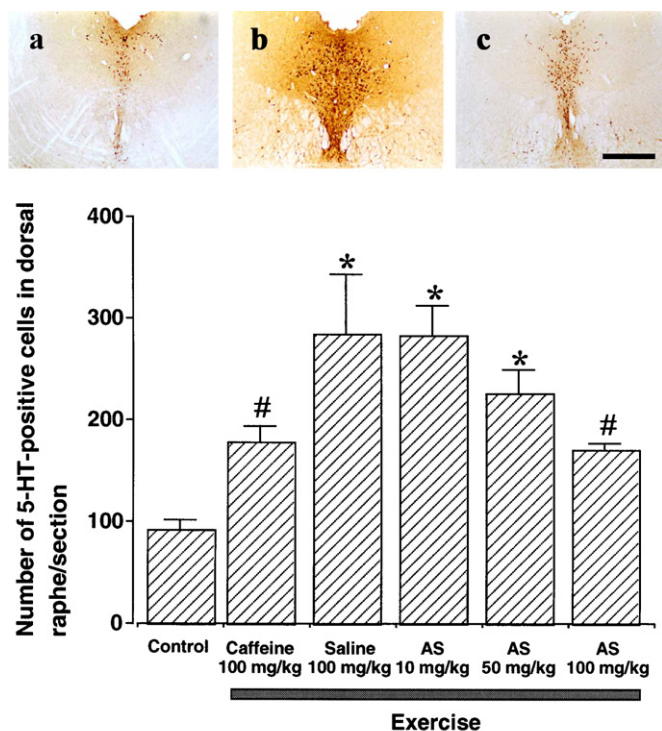 a
b
c
Number of 5-HT-positive cells in dorsal
raphe/section
400
300
200
100
0
#
*
*
*
#
Control
Caffeine
100 mg/kg
Saline
100 mg/kg
AS
10 mg/kg
AS
50 mg/kg
AS
100 mg/kg
Exercise